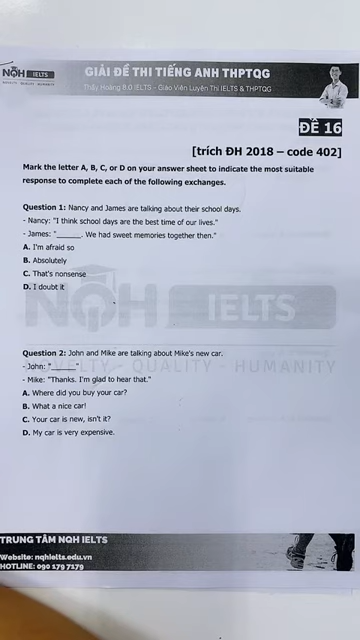 NQH IELTS
NOVELTY - QUALITY - HUMANITY
GIẢI ĐỀ THI TIẾNG ANH THPTQG
Thầy Hoàng 8.0 IELTS - Giáo Viên Luyện Thi IELTS & THPTQG
ĐỀ 16
[trích ĐH 2018 – code 402]
Mark the letter A, B, C, or D on your answer sheet to indicate the most suitable
response to complete each of the following exchanges.
Question 1: Nancy and James are talking about their school days.
- Nancy: "I think school days are the best time of our lives."
- James: "______. We had sweet memories together then."
A. I'm afraid so
B. Absolutely
C. That's nonsense
D. I doubt it
NQH IELTS
NOVELTY - QUALITY - HUMANITY
Question 2: John and Mike are talking about Mike's new car.
- John: "______"
- Mike: "Thanks. I'm glad to hear that."
A. Where did you buy your car?
B. What a nice car!
C. Your car is new, isn't it?
D. My car is very expensive.
TRUNG TÂM NQH IELTS
Website: nqhielts.edu.vn
HOTLINE: 090 179 7179